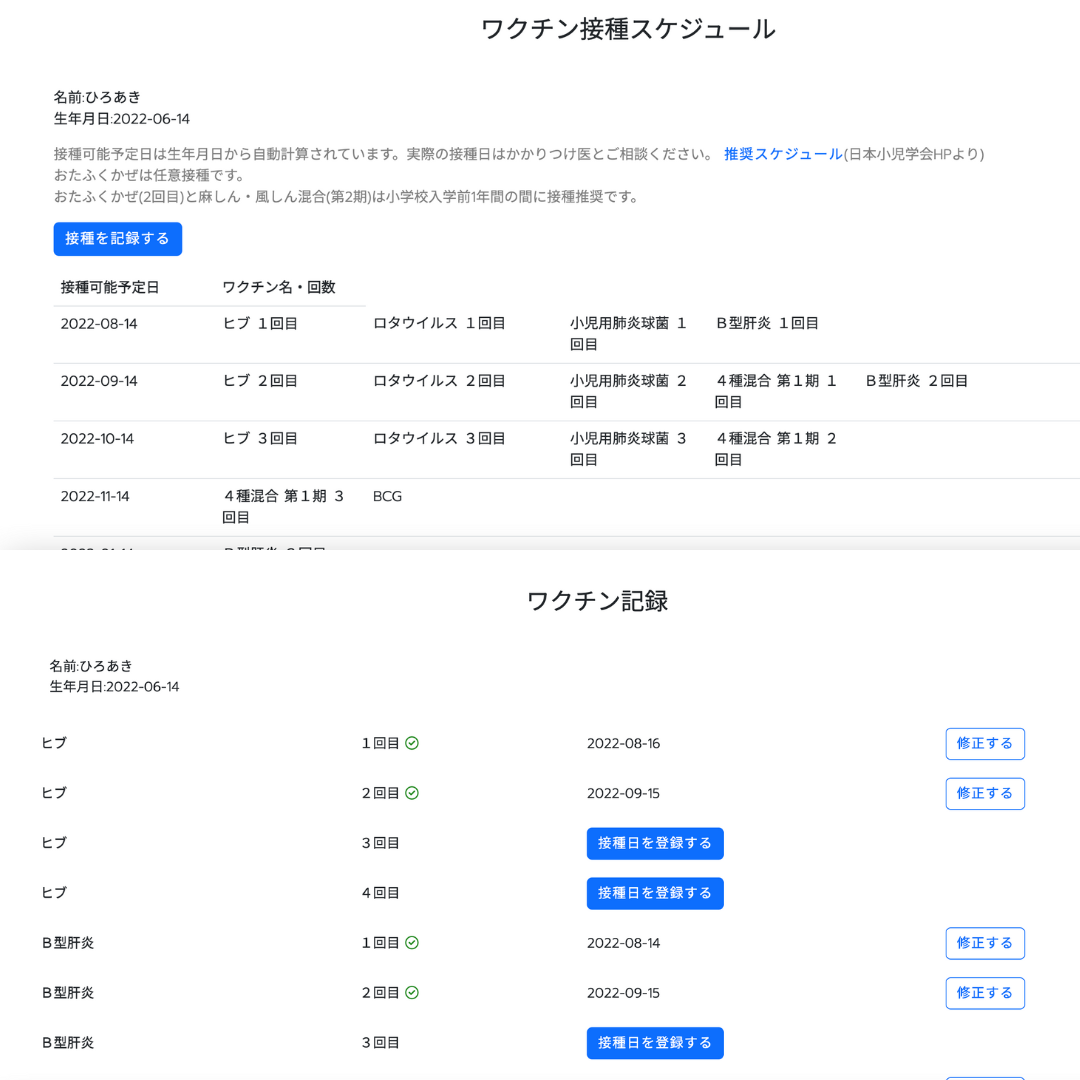 ワクチン接種スケジュール
名前:ひろあき
生年月日:2022-06-14
接種可能予定日は生年月日から自動計算されています。実際の接種日はかかりつけ医とご相談ください。 推奨スケジュール(日本小児学会HPより)
おたふくかぜは任意接種です。
おたふくかぜ(2回目)と麻しん・風しん混合(第2期)は小学校入学前1年間の間に接種推奨です。
接種を記録する
接種可能予定日 ワクチン名・回数
2022-08-14 ヒブ １回目 ロタウイルス １回目 小児用肺炎球菌 １ Ｂ型肝炎 １回目
回目
2022-09-14 ヒブ ２回目 ロタウイルス ２回目 小児用肺炎球菌 ２ ４種混合 第１期 １ Ｂ型肝炎 ２回目
回目 回目
2022-10-14 ヒブ ３回目 ロタウイルス ３回目 小児用肺炎球菌 ３ ４種混合 第１期 ２
回目 回目
2022-11-14 ４種混合 第１期 ３ BCG
回目
ワクチン記録
名前:ひろあき
生年月日:2022-06-14
ヒブ １回目 2022-08-16 修正する
ヒブ ２回目 2022-09-15 修正する
ヒブ ３回目 接種日を登録する
ヒブ ４回目 接種日を登録する
Ｂ型肝炎 １回目 2022-08-14 修正する
Ｂ型肝炎 ２回目 2022-09-15 修正する
Ｂ型肝炎 ３回目 接種日を登録する